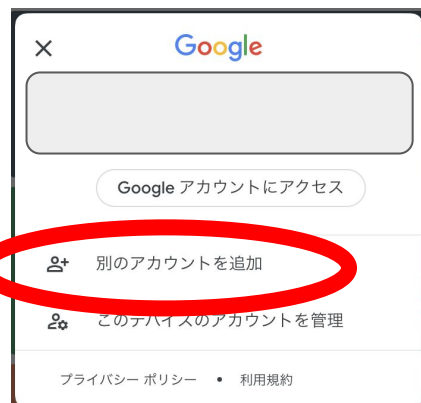 Google
Google アカウントにアクセス
別のアカウントを追加
このデバイスのアカウントを管理
プライバシー ポリシー • 利用規約